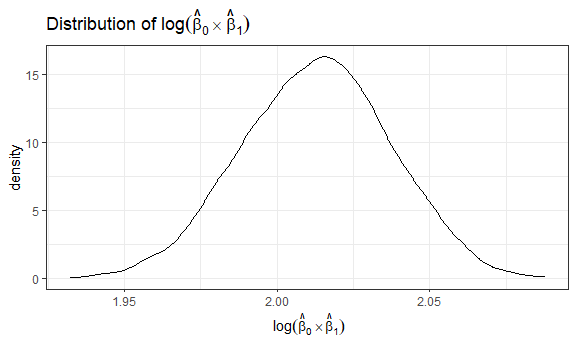 Distribution of log(β̂₀ × β̂₁)
15
10
5
0
density
1.95 2.00 2.05
log(β̂₀ × β̂₁)